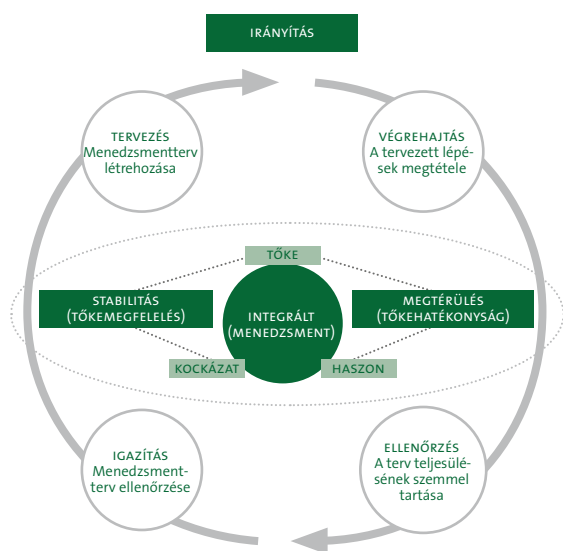 IRÁNYÍTÁS
TERVEZÉS
Menedzsmentterv
létrehozása
VÉGREHAJTÁS
A tervezett lépé-
sek megtétele
TŐKE
STABILITÁS
(TŐKEMEGFELELÉS)
INTEGRÁLT
(MENEDZSMENT)
MEGTÉRÜLÉS
(TŐKEHATÉKONYSÁG)
KOCKÁZAT
HASZON
IGAZÍTÁS
Menedzsment-
terv ellenőrzése
ELLENŐRZÉS
A terv teljesülé-
sének szemmel
tartása